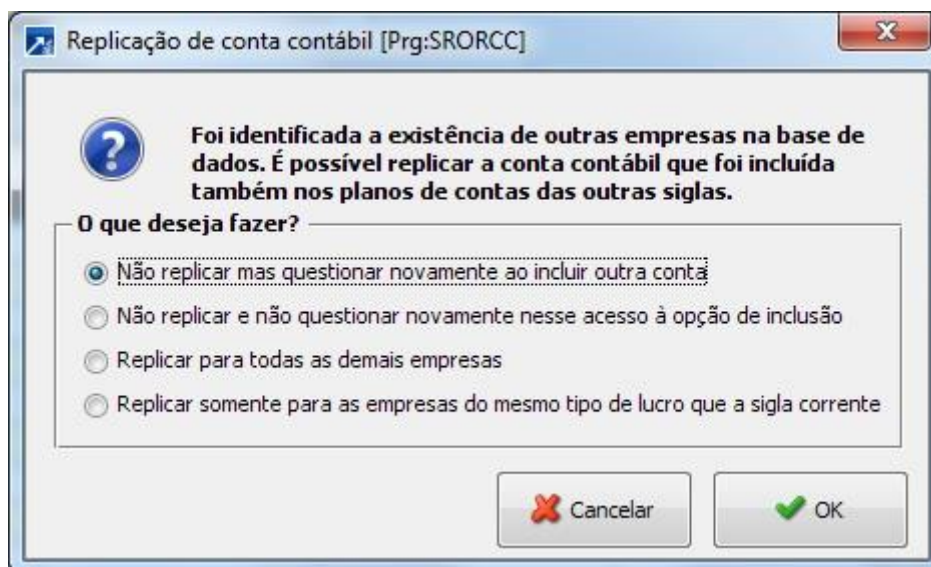 Replicação de conta contábil [Prg:SRORCC]
Foi identificada a existência de outras empresas na base de
dados. É possível replicar a conta contábil que foi incluída
também nos planos de contas das outras siglas.
O que deseja fazer?
Não replicar mas questionar novamente ao incluir outra conta
Não replicar e não questionar novamente nesse acesso à opção de inclusão
Replicar para todas as demais empresas
Replicar somente para as empresas do mesmo tipo de lucro que a sigla corrente
Cancelar
OK